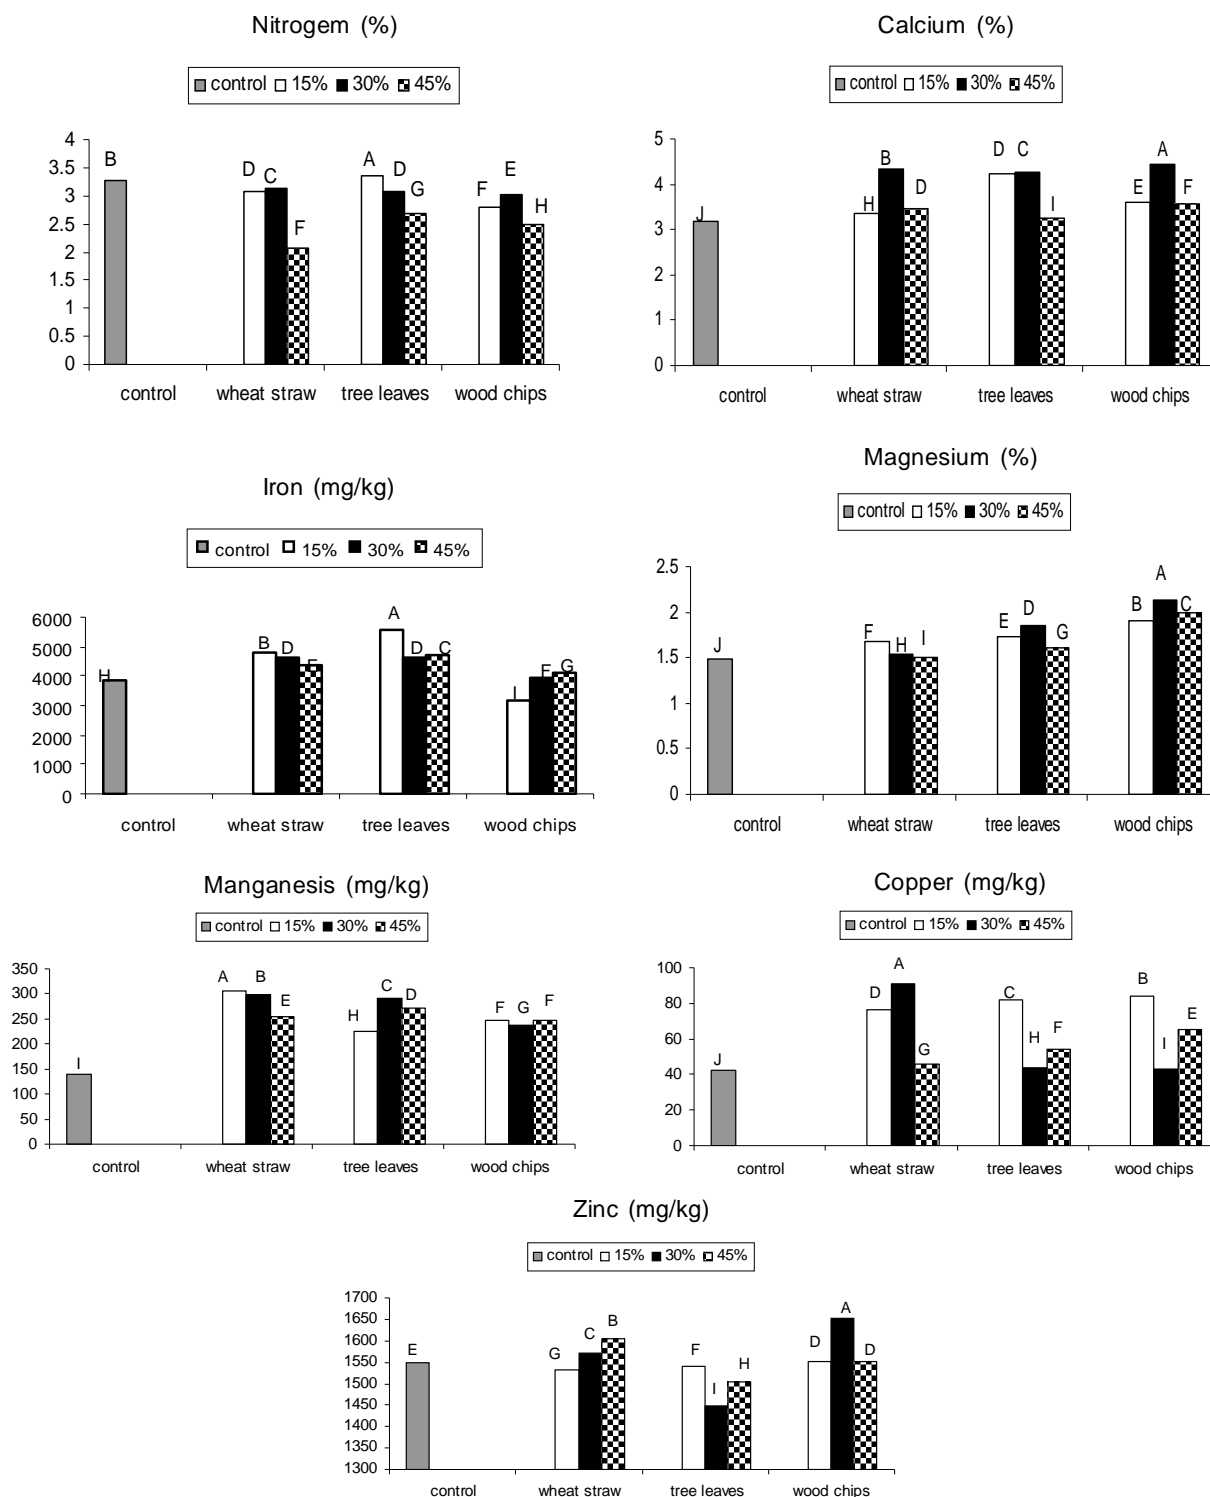 Nitrogem (%)
control 15% 30% 45%
4
3.5
3
2.5
2
1.5
1
0.5
0
B D C F A D G F E H
control wheat straw tree leaves wood chips
Calcium (%)
control 15% 30% 45%
5
4
3
2
1
0
J H B D D C I E A F
control wheat straw tree leaves wood chips
Iron (mg/kg)
control 15% 30% 45%
6000
5000
4000
3000
2000
1000
0
H B D A D C I F G
control wheat straw tree leaves wood chips
Magnesium (%)
control 15% 30% 45%
2.5
2
1.5
1
0.5
0
J F H I E D G B A C
control wheat straw tree leaves wood chips
Manganesis (mg/kg)
control 15% 30% 45%
350
300
250
200
150
100
50
0
I A B E H C D F G F
control wheat straw tree leaves wood chips
Copper (mg/kg)
control 15% 30% 45%
100
80
60
40
20
0
J D A G C H F B I E
control wheat straw tree leaves wood chips
Zinc (mg/kg)
control 15% 30% 45%
1700
1650
1600
1550
1500
1450
1400
1350
1300
E G C B F I H D A D
control wheat straw tree leaves wood chips